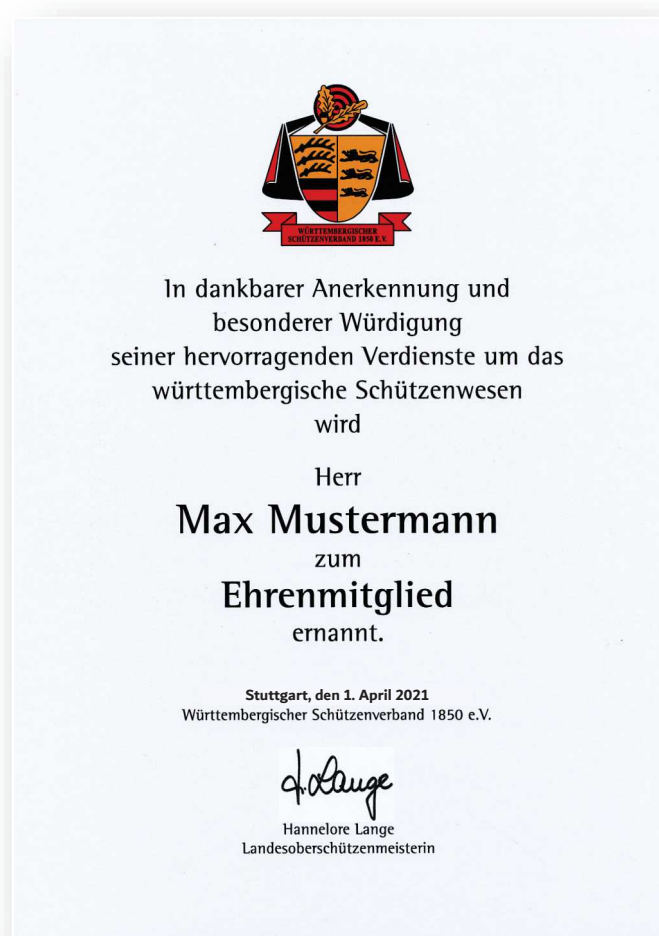 WÜRTTEMBERGISCHER
SCHÜTZENVERBAND 1850 E.V.
In dankbarer Anerkennung und
besonderer Würdigung
seiner hervorragenden Verdienste um das
württembergische Schützenwesen
wird
Herr
Max Mustermann
zum
Ehrenmitglied
ernannt.
Stuttgart, den 1. April 2021
Württembergischer Schützenverband 1850 e.V.
H. Lange
Hannelore Lange
Landesoberschützenmeisterin